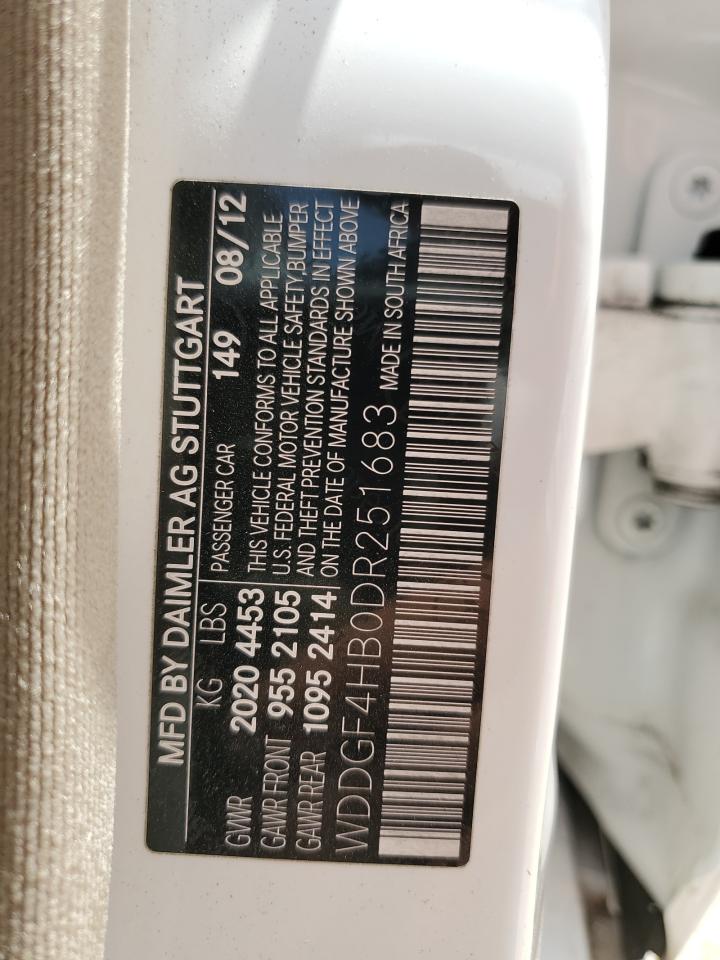 MFD BY DAIMLER AG STUTTGART
KG LBS PASSENGER CAR 149 08/12
GVWR 2020 4453 THIS VEHICLE CONFORMS TO ALL APPLICABLE
GAWR FRONT 955 2105 U.S. FEDERAL MOTOR VEHICLE SAFETY,BUMPER
GAWR REAR 1095 2414 AND THEFT PREVENTION STANDARDS IN EFFECT
ON THE DATE OF MANUFACTURE SHOWN ABOVE
WDDGF4HB0DR251683 MADE IN SOUTH AFRICA